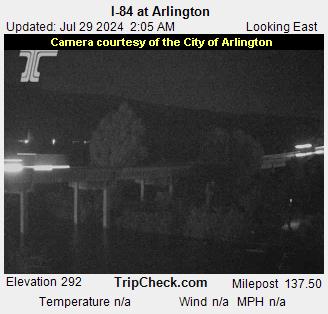 I-84 at Arlington
Updated: Jul 29 2024 2:05 AM Looking East
Camera courtesy of the City of Arlington
Elevation 292 TripCheck.com Milepost 137.50
Temperature n/a Wind n/a MPH n/a